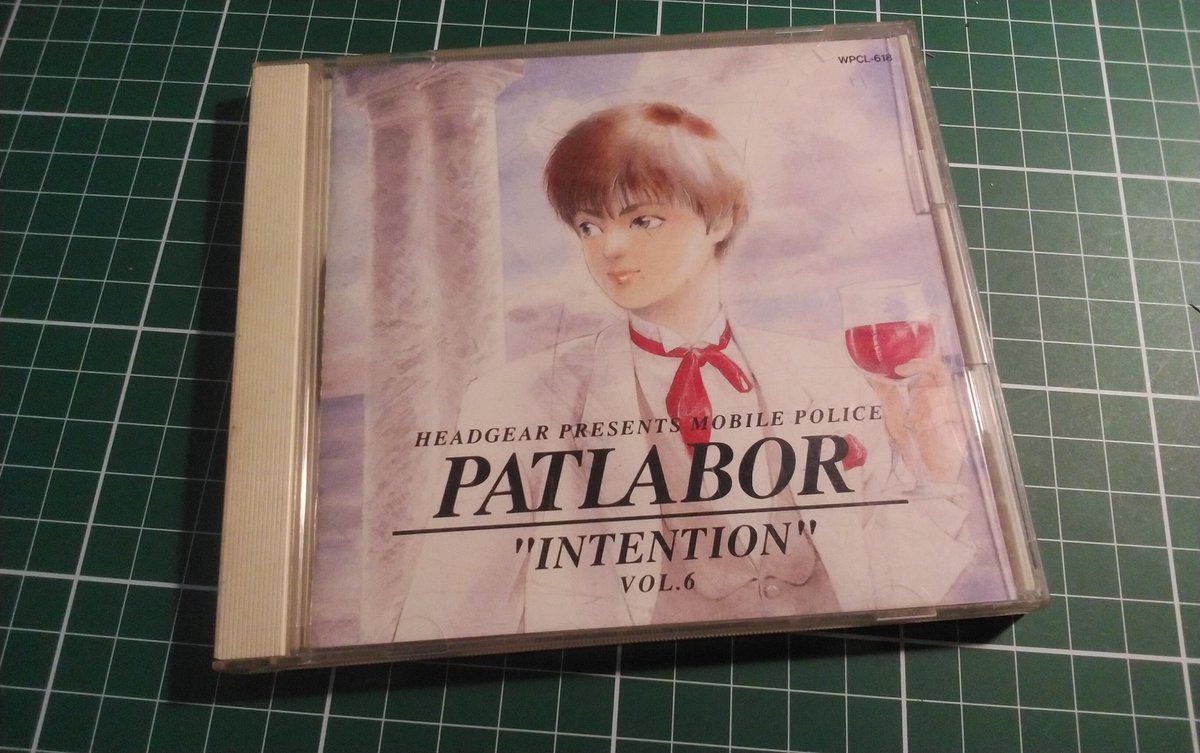 WPCL-618
HEADGEAR PRESENTS MOBILE POLICE
PATLABOR
"INTENTION"
VOL.6